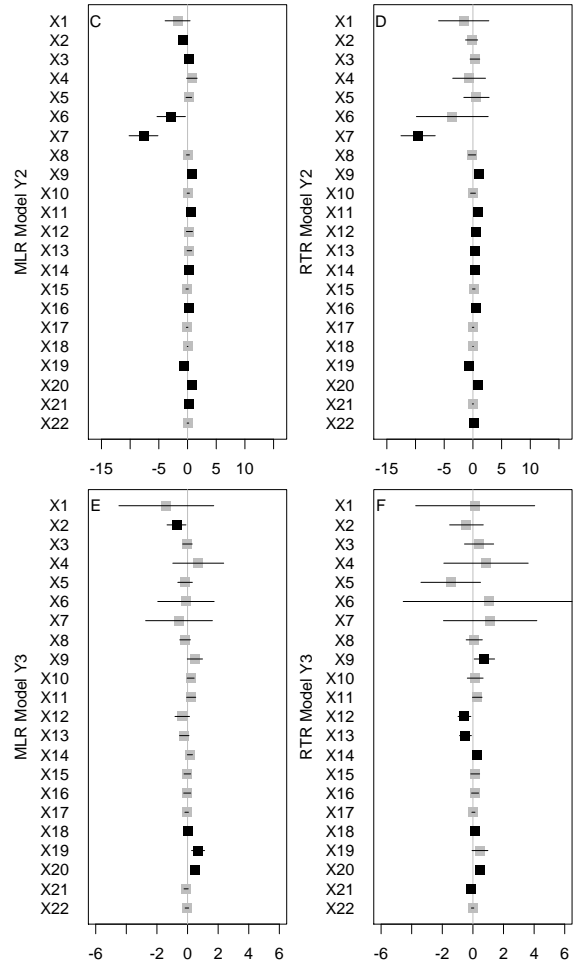 C
MLR Model Y2
X1
X2
X3
X4
X5
X6
X7
X8
X9
X10
X11
X12
X13
X14
X15
X16
X17
X18
X19
X20
X21
X22
-15 -5 0 5 10
D
RTR Model Y2
X1
X2
X3
X4
X5
X6
X7
X8
X9
X10
X11
X12
X13
X14
X15
X16
X17
X18
X19
X20
X21
X22
-15 -5 0 5 10
E
MLR Model Y3
X1
X2
X3
X4
X5
X6
X7
X8
X9
X10
X11
X12
X13
X14
X15
X16
X17
X18
X19
X20
X21
X22
-6 -4 -2 0 2 4 6
F
RTR Model Y3
X1
X2
X3
X4
X5
X6
X7
X8
X9
X10
X11
X12
X13
X14
X15
X16
X17
X18
X19
X20
X21
X22
-6 -4 -2 0 2 4 6